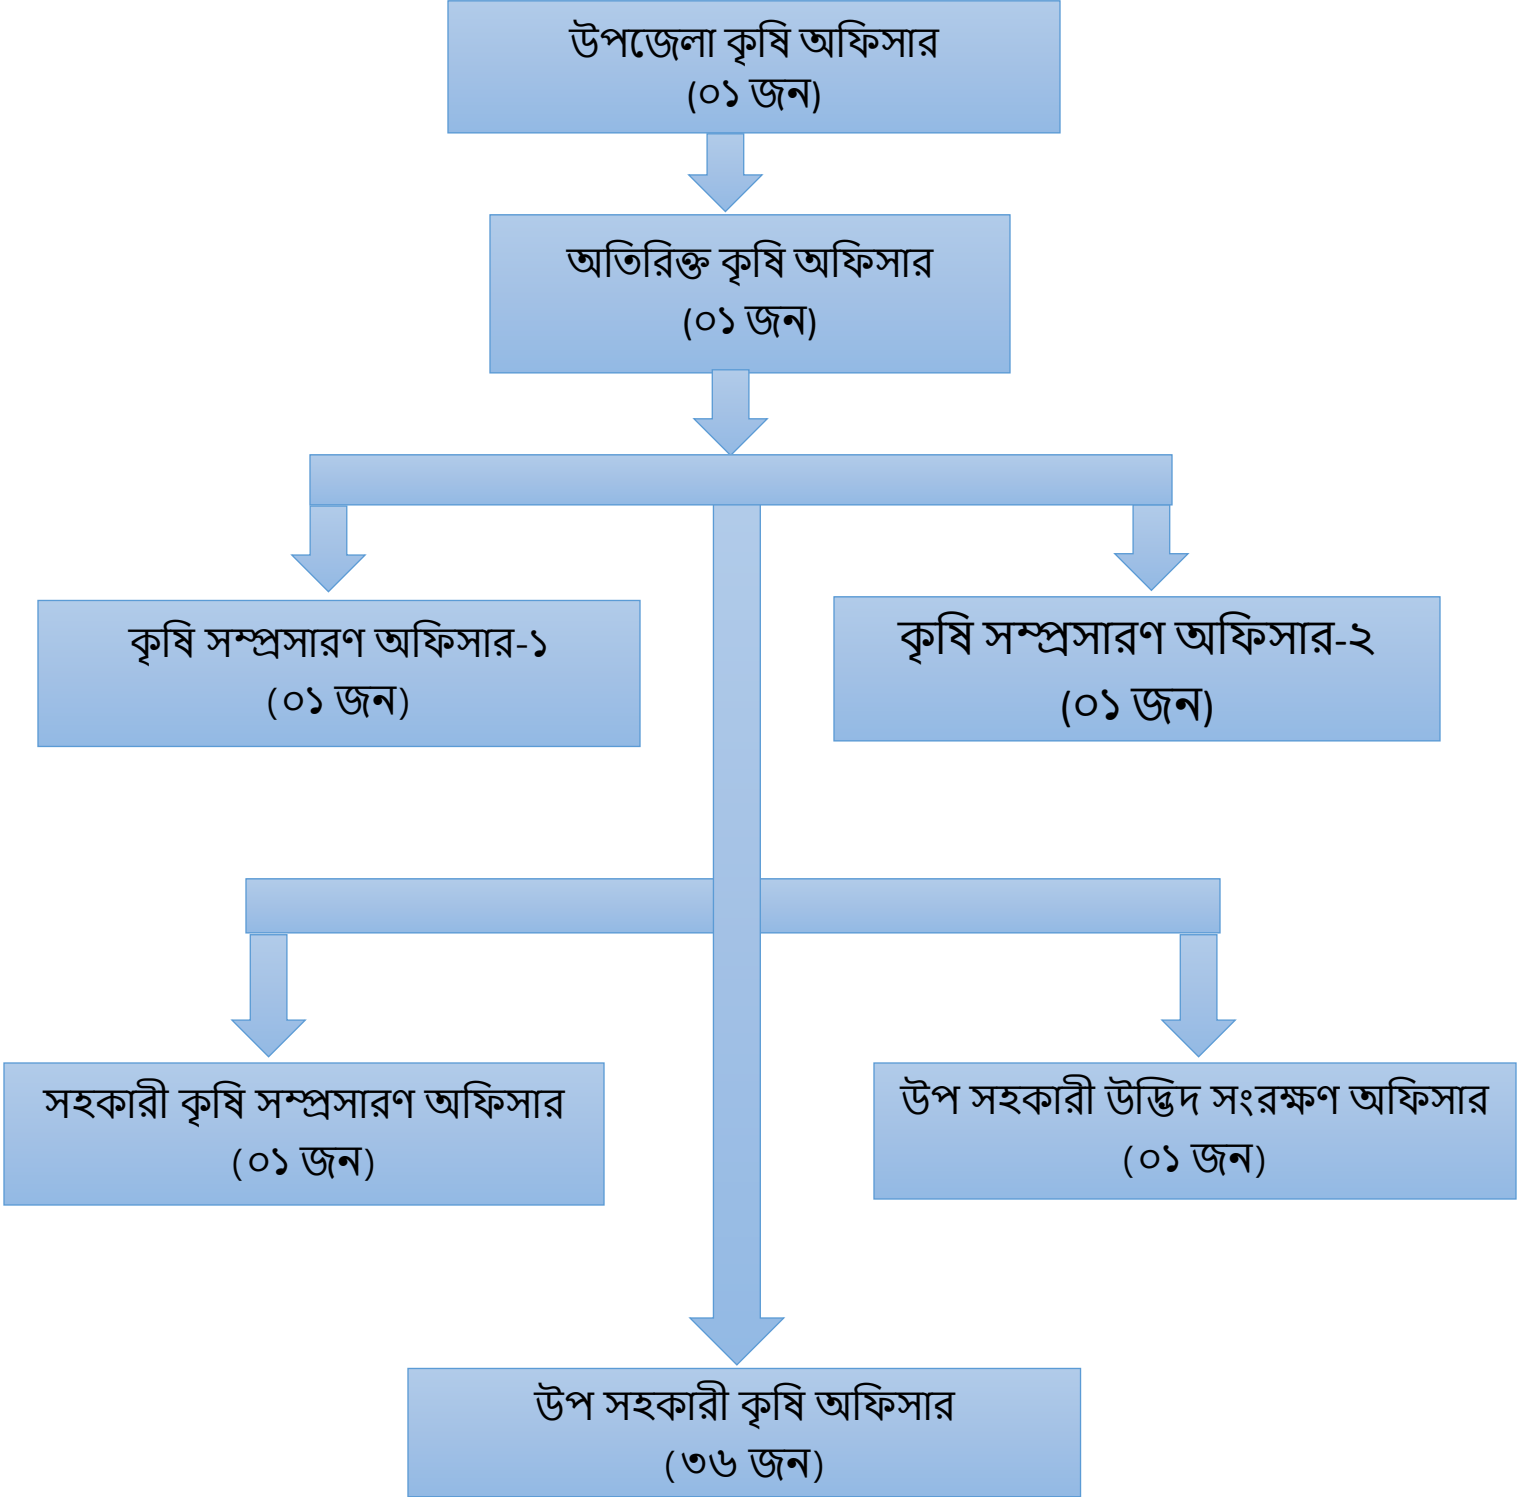 উপজেলা কৃষি অফিসার
(০১ জন)
অতিরিক্ত কৃষি অফিসার
(০১ জন)
কৃষি সম্প্রসারণ অফিসার-১
(০১ জন)
কৃষি সম্প্রসারণ অফিসার-২
(০১ জন)
সহকারী কৃষি সম্প্রসারণ অফিসার
(০১ জন)
উপ সহকারী উদ্ভিদ সংরক্ষণ অফিসার
(০১ জন)
উপ সহকারী কৃষি অফিসার
(৩৬ জন)